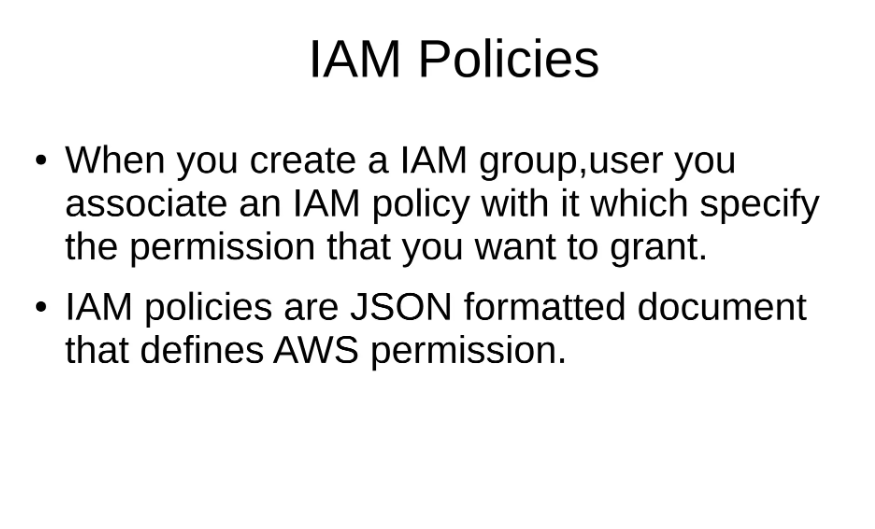 IAM Policies
• When you create a IAM group,user you
associate an IAM policy with it which specify
the permission that you want to grant.
• IAM policies are JSON formatted document
that defines AWS permission.